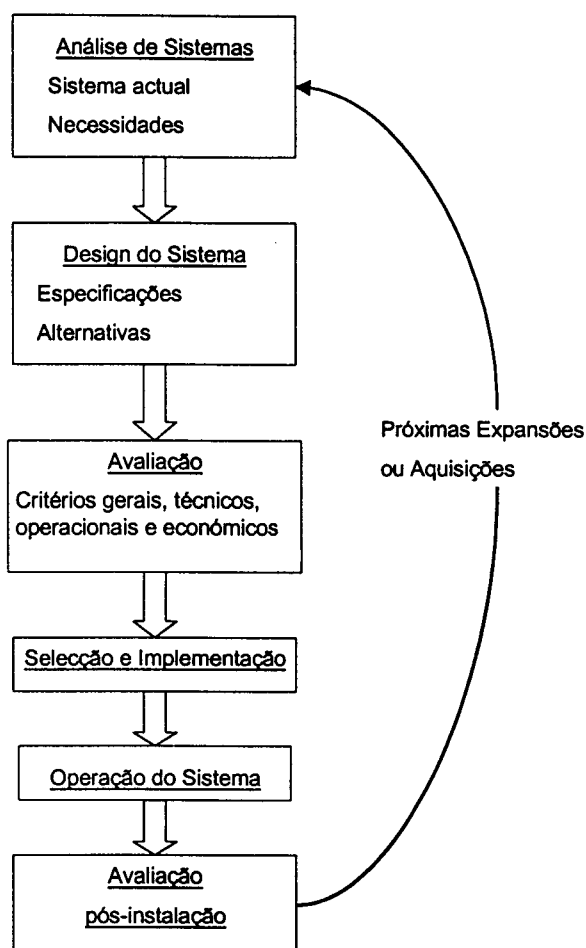 Análise de Sistemas
Sistema actual
Necessidades
Design do Sistema
Especificações
Alternativas
Avaliação
Critérios gerais, técnicos,
operacionais e económicos
Selecção e Implementação
Operação do Sistema
Avaliação
pós-instalação
Próximas Expansões
ou Aquisições